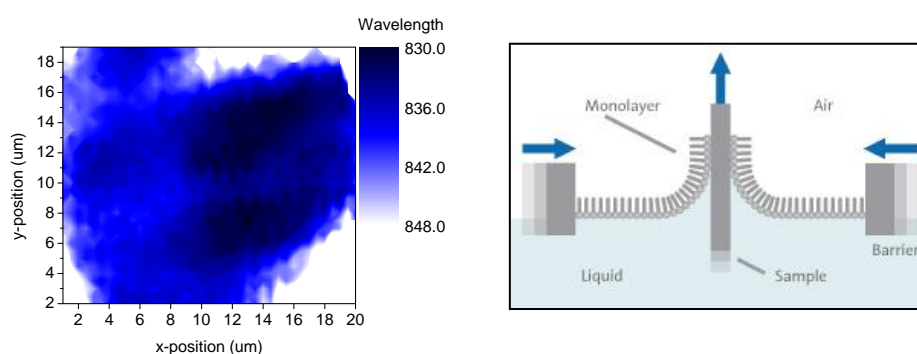 Wavelength
830.0
836.0
842.0
848.0
18
16
14
12
10
8
6
4
2
y-position (um)
2 4 6 8 10 12 14 16 18 20
x-position (um)
Monolayer
Air
Barrier
Liquid
Sample